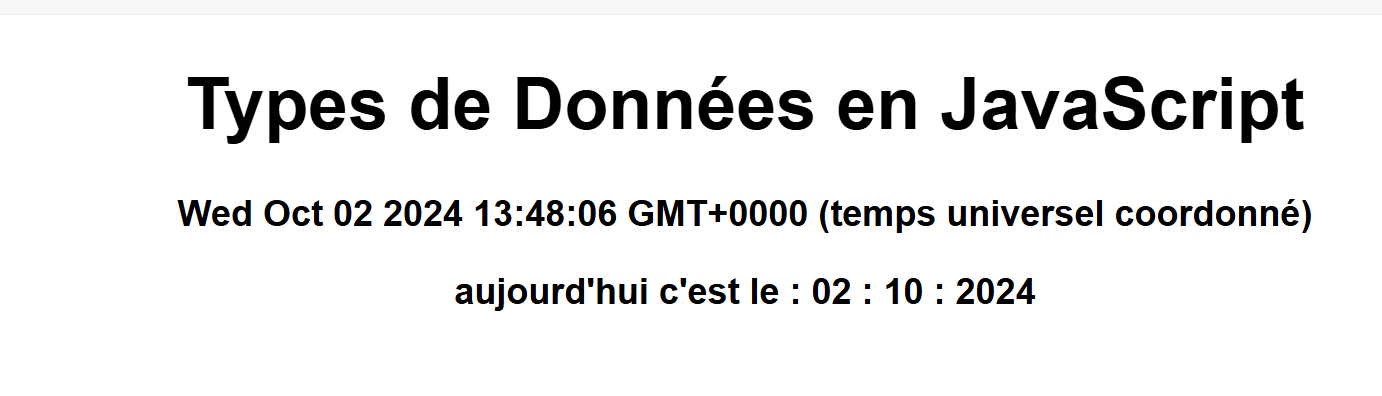 Types de Données en JavaScript
Wed Oct 02 2024 13:48:06 GMT+0000 (temps universel coordonné)
aujourd'hui c'est le : 02 : 10 : 2024